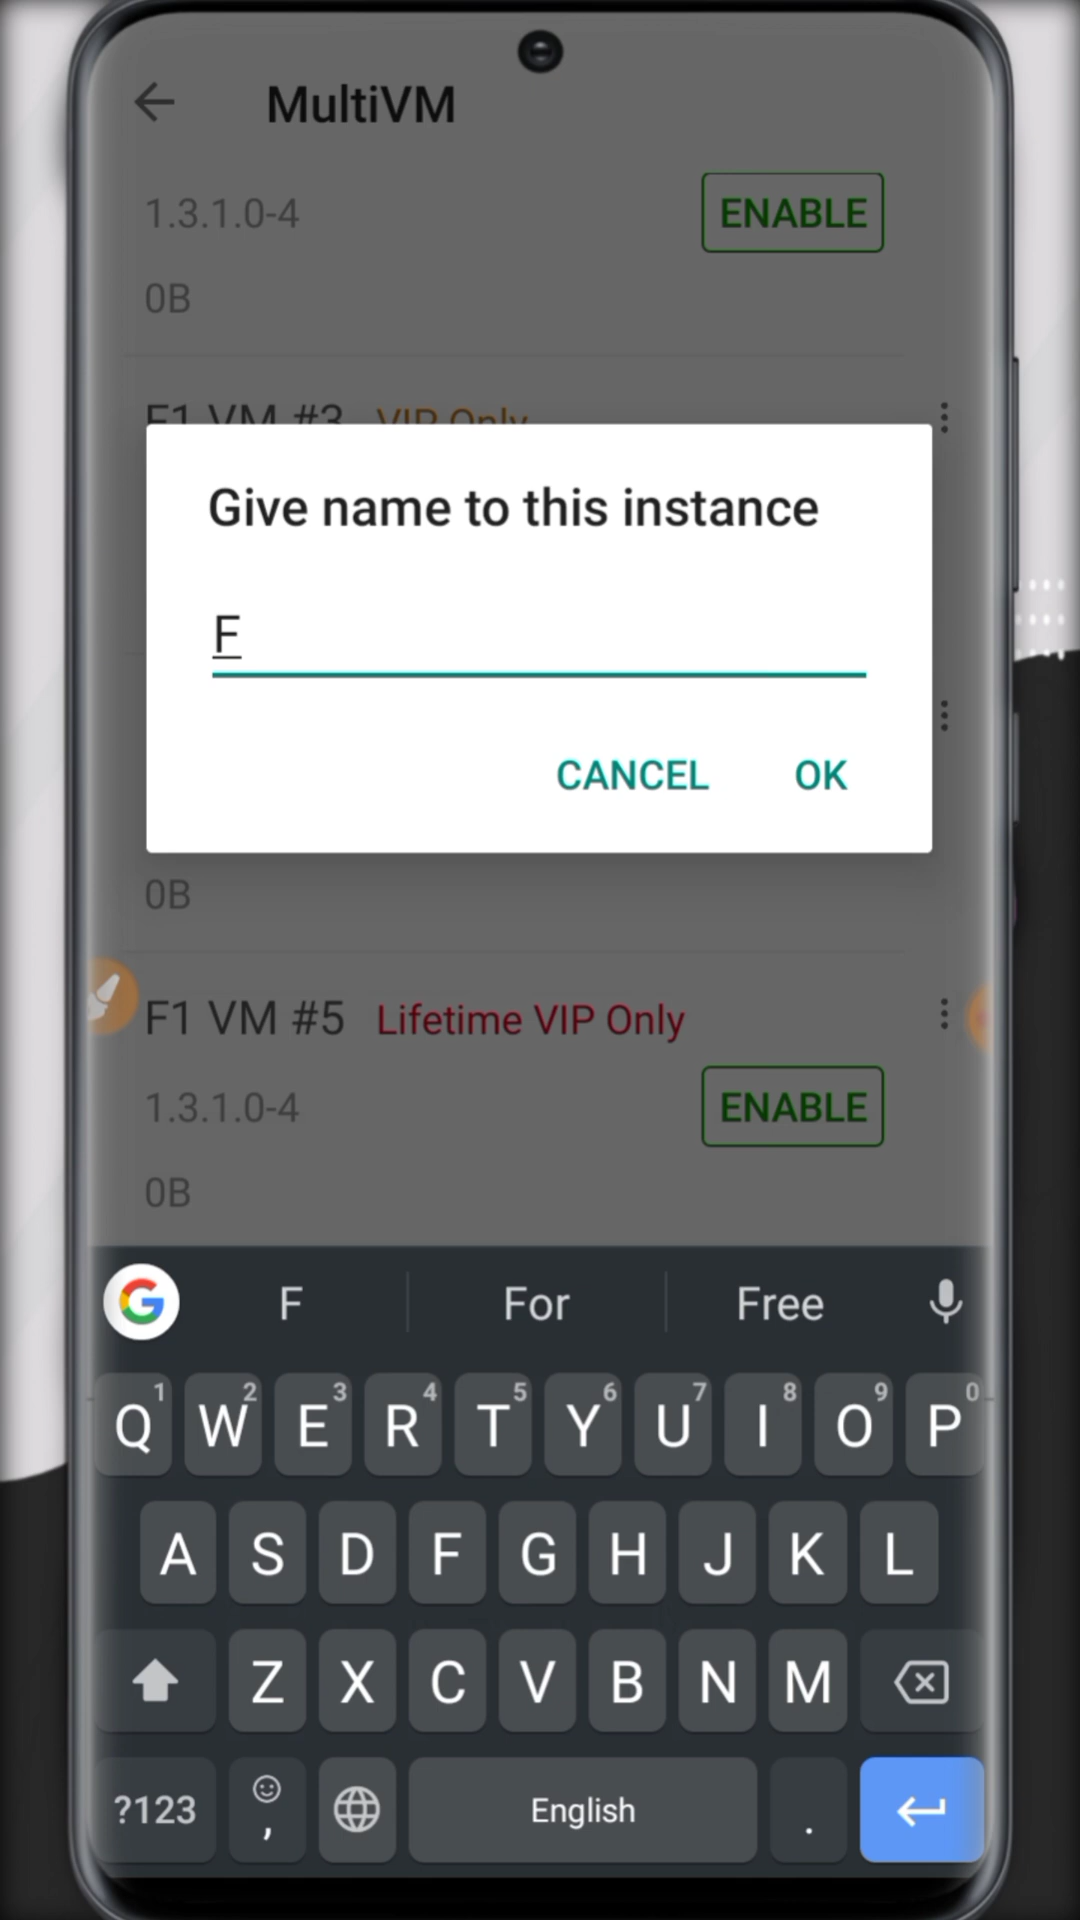 MultiVM
1.3.1.0-4
ENABLE
0B
F1 VM #3 VIP Only
Give name to this instance
F
CANCEL OK
0B
F1 VM #5 Lifetime VIP Only
1.3.1.0-4
ENABLE
0B
G F For Free
1 2 3 4 5 6 7 8 9 0
Q W E R T Y U I O P
A S D F G H J K L
Z X C V B N M
?123 , English .